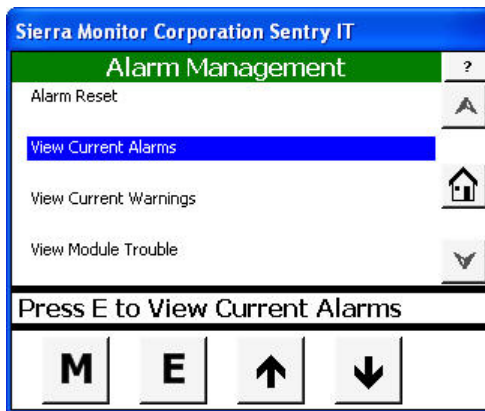 Sierra Monitor Corporation Sentry IT
Alarm Management
?
Alarm Reset
View Current Alarms
View Current Warnings
View Module Trouble
Press E to View Current Alarms
M E